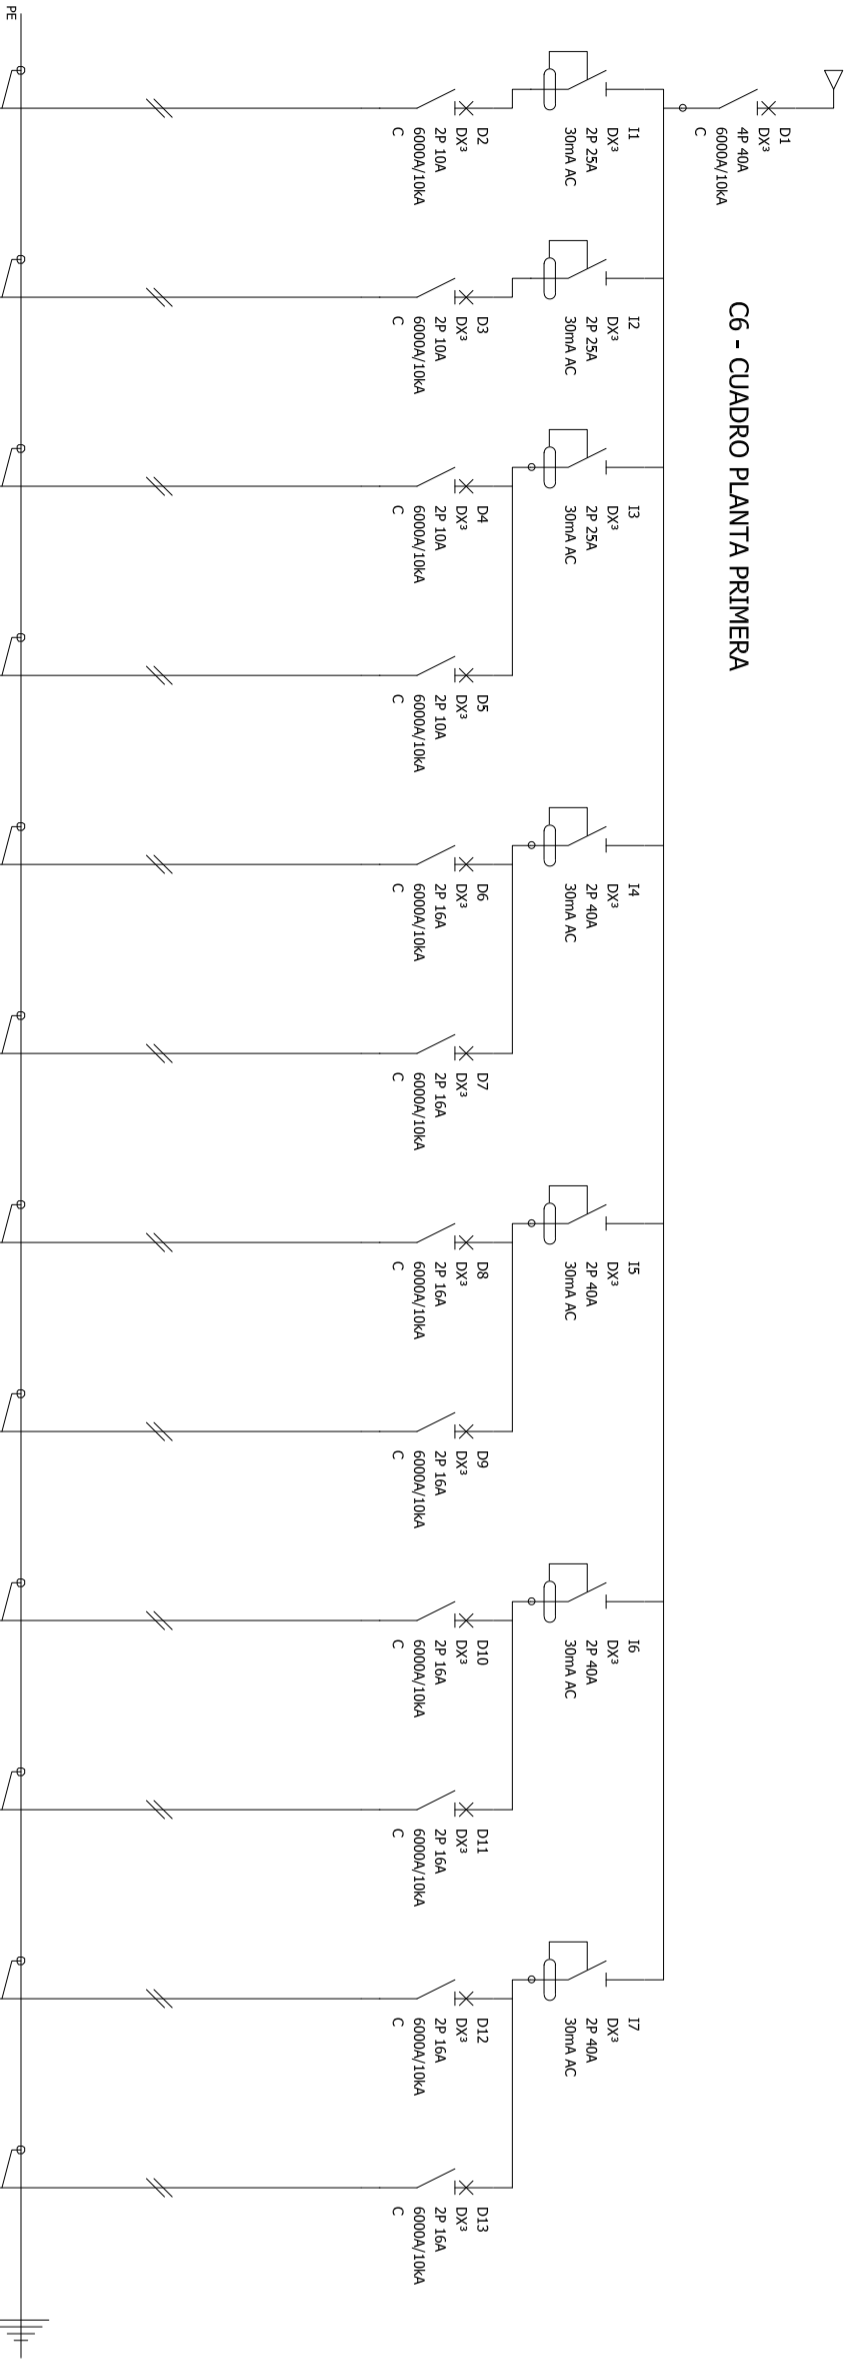 D1
DX³
4P 40A
6000A/10kA
C
C6 - CUADRO PLANTA PRIMERA
I1
DX³
2P 25A
30mA AC
I2
DX³
2P 25A
30mA AC
I3
DX³
2P 25A
30mA AC
I4
DX³
2P 40A
30mA AC
I5
DX³
2P 40A
30mA AC
I6
DX³
2P 40A
30mA AC
I7
DX³
2P 40A
30mA AC
D2
DX³
2P 10A
6000A/10kA
C
D3
DX³
2P 10A
6000A/10kA
C
D4
DX³
2P 10A
6000A/10kA
C
D5
DX³
2P 10A
6000A/10kA
C
D6
DX³
2P 16A
6000A/10kA
C
D7
DX³
2P 16A
6000A/10kA
C
D8
DX³
2P 16A
6000A/10kA
C
D9
DX³
2P 16A
6000A/10kA
C
D10
DX³
2P 16A
6000A/10kA
C
D11
DX³
2P 16A
6000A/10kA
C
D12
DX³
2P 16A
6000A/10kA
C
D13
DX³
2P 16A
6000A/10kA
C
PE